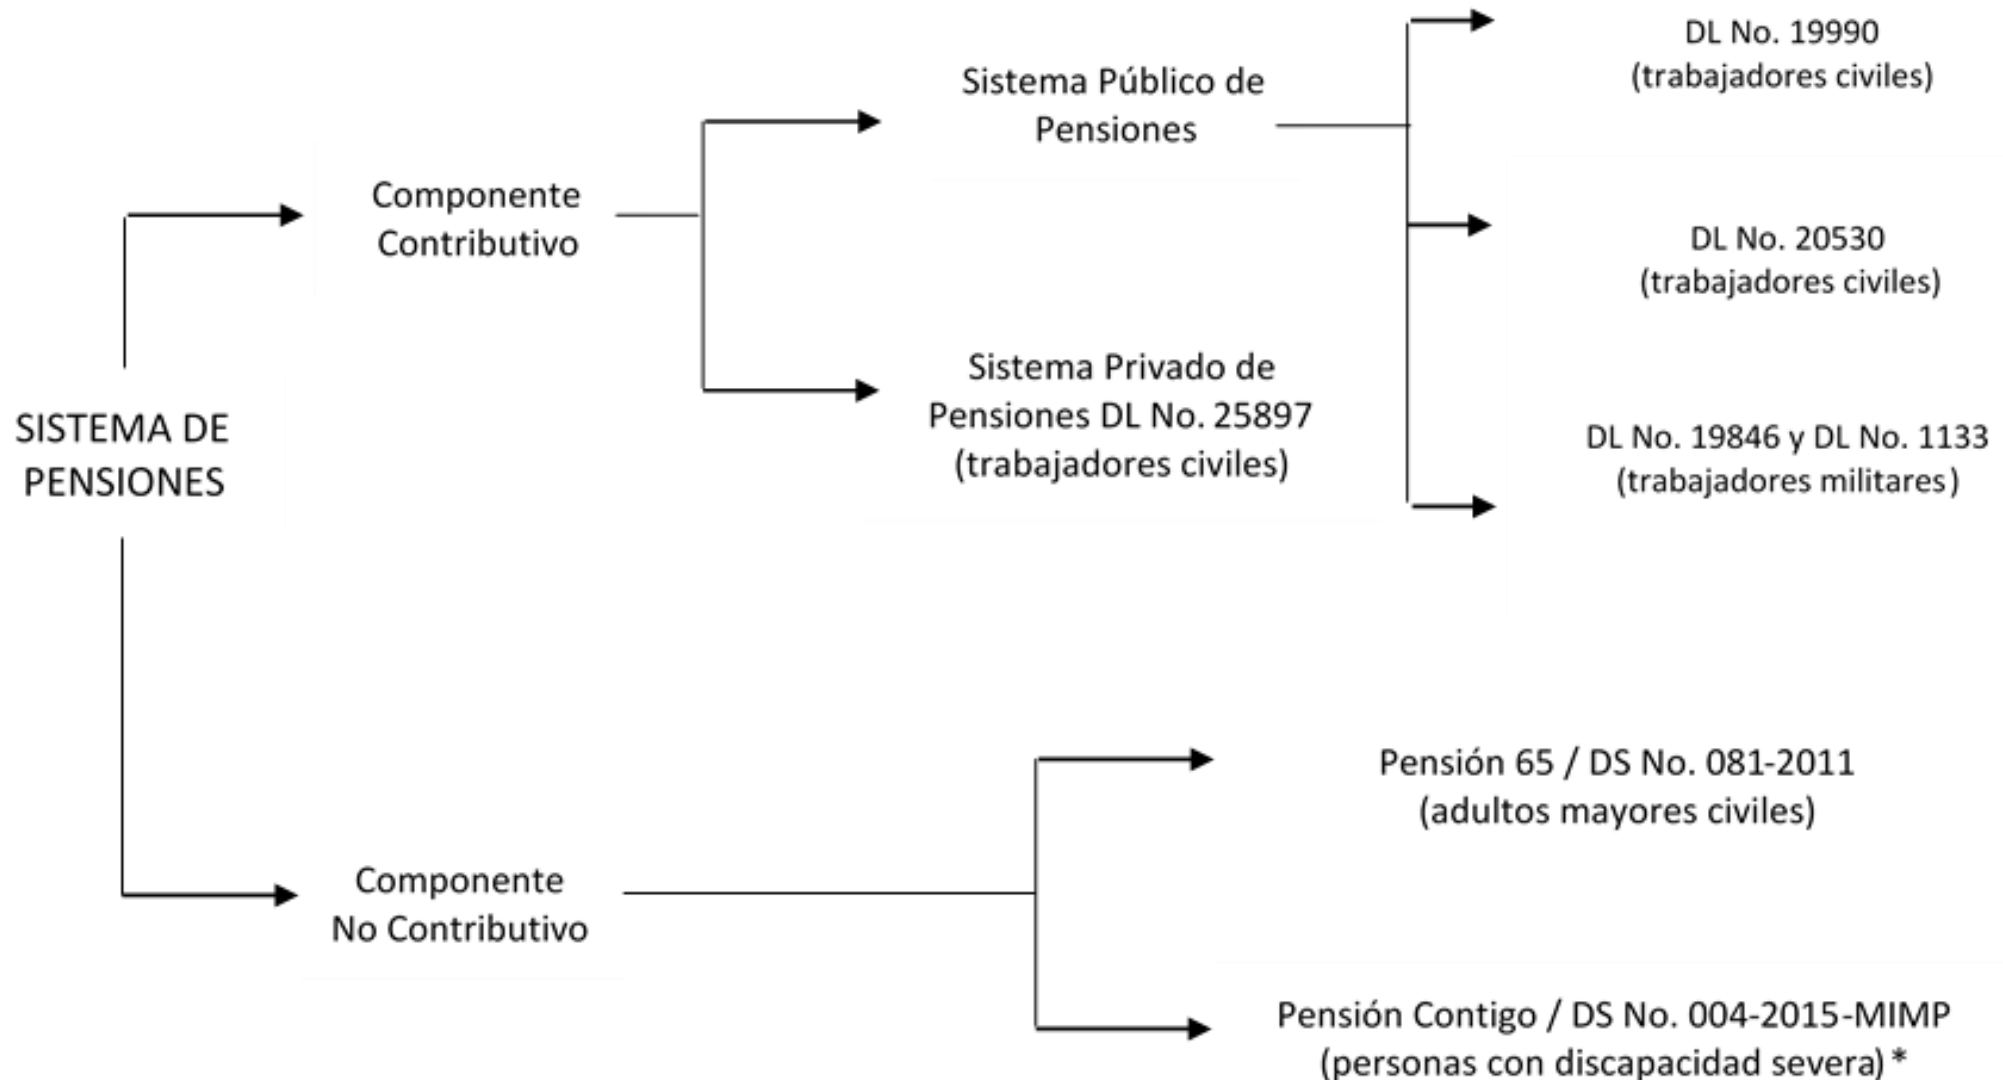 DL No. 19990
(trabajadores civiles)
Sistema Público de
Pensiones
Componente
Contributivo
DL No. 20530
(trabajadores civiles)
Sistema Privado de
Pensiones DL No. 25897
(trabajadores civiles)
SISTEMA DE
PENSIONES
DL No. 19846 y DL No. 1133
(trabajadores militares)
Pensión 65 / DS No. 081-2011
(adultos mayores civiles)
Componente
No Contributivo
Pensión Contigo / DS No. 004-2015-MIMP
(personas con discapacidad severa) *